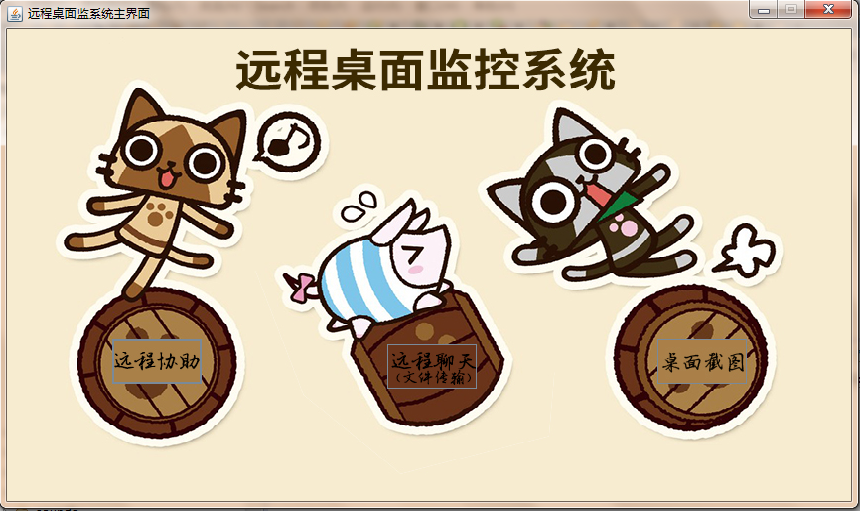 远程桌面监系统主界面
远程桌面监控系统
远程协助
远程聊天
（文件传输）
桌面截图